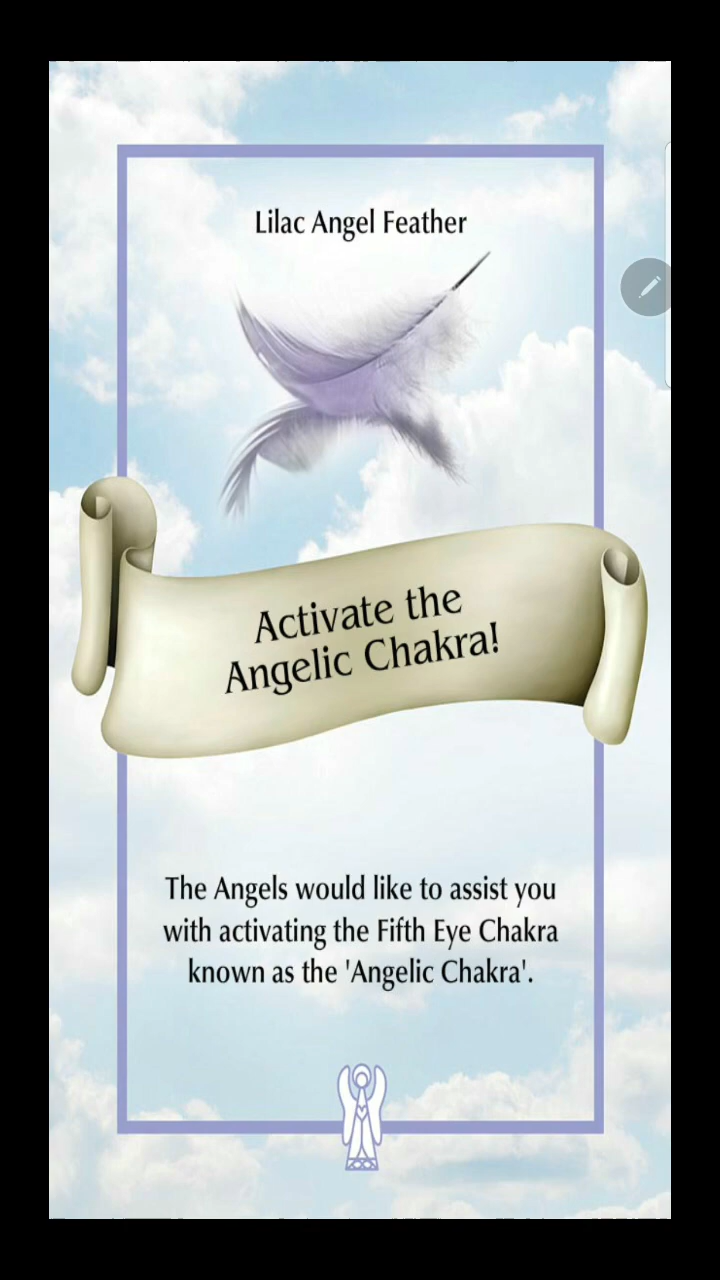 Lilac Angel Feather
Activate the
Angelic Chakra!
The Angels would like to assist you
with activating the Fifth Eye Chakra
known as the 'Angelic Chakra'.